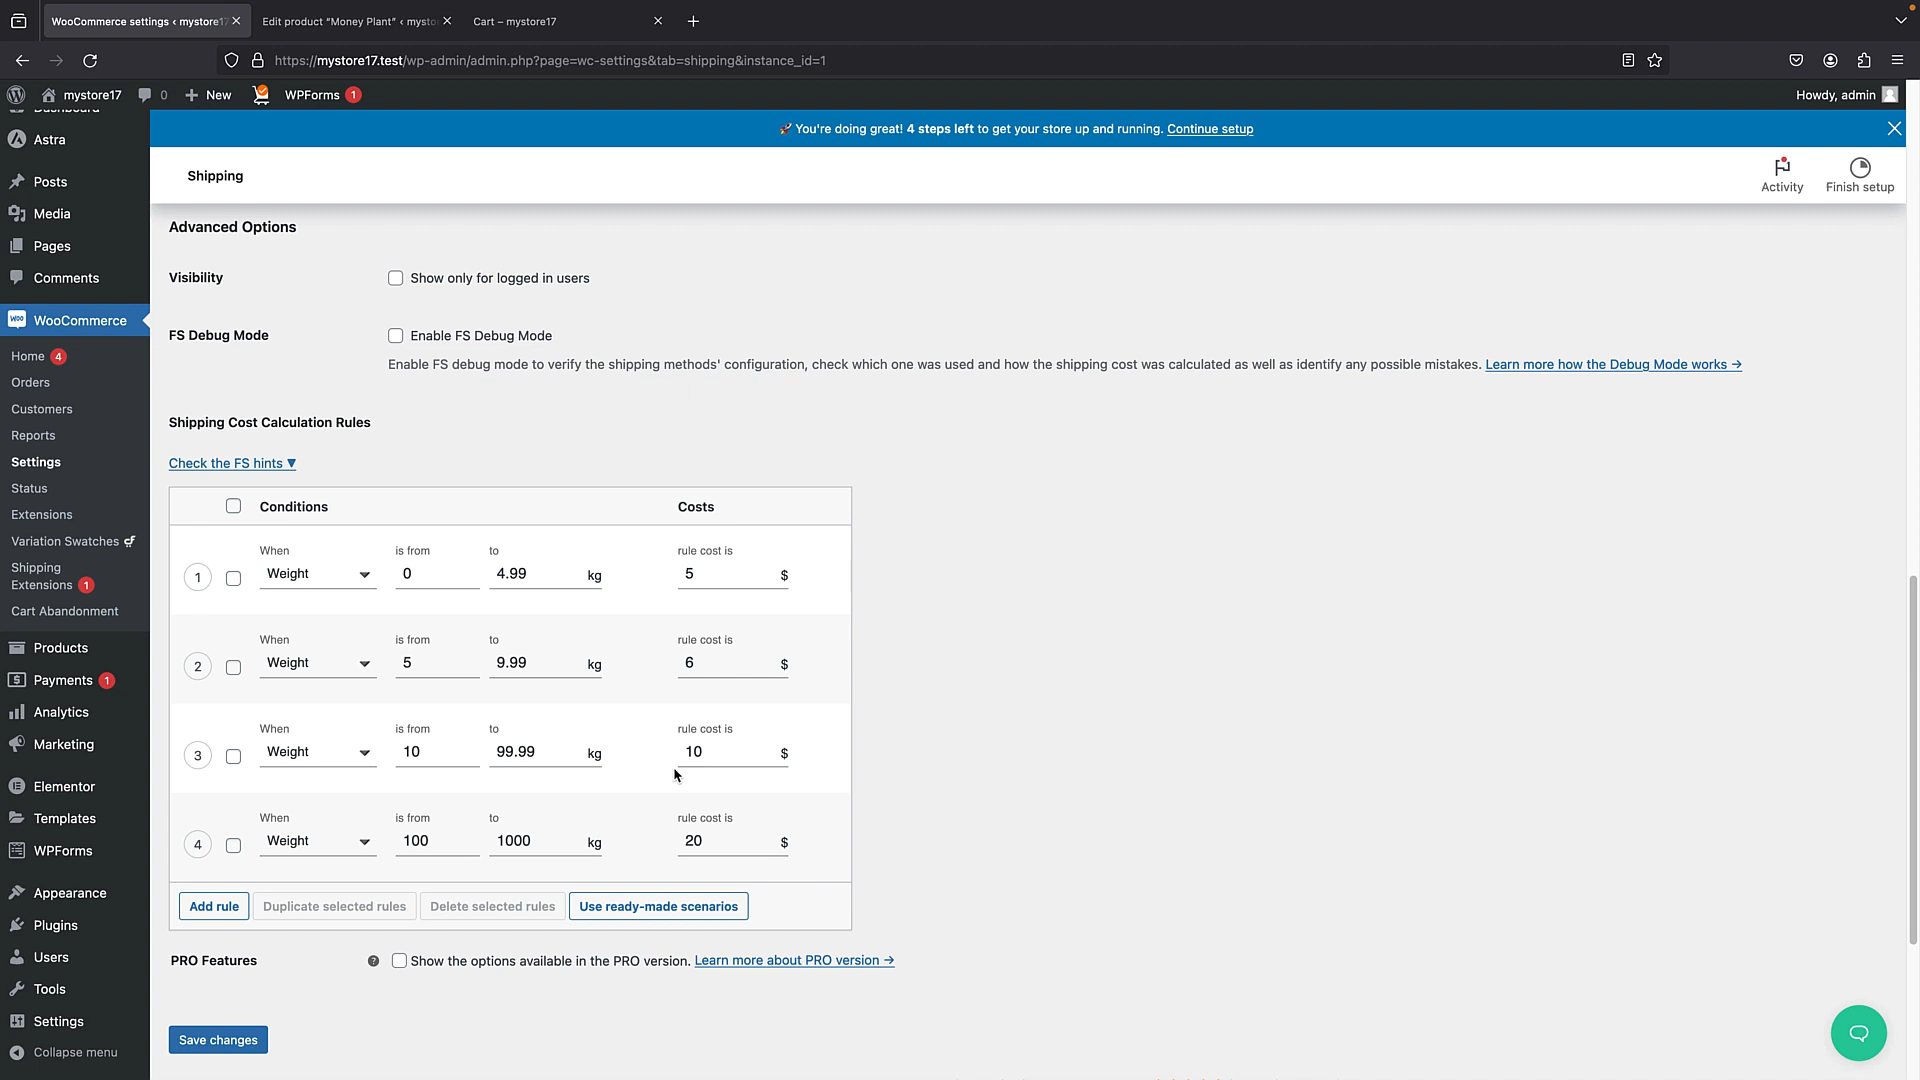 WooCommerce settings ‹ mystore17
Edit product “Money Plant” ‹ mysto
Cart – mystore17
https://mystore17.test/wp-admin/admin.php?page=wc-settings&tab=shipping&instance_id=1
mystore17
0
New
WPForms 1
Howdy, admin
Dashboard
Astra
Posts
Media
Pages
Comments
WooCommerce
Home 4
Orders
Customers
Reports
Settings
Status
Extensions
Variation Swatches
Shipping
Extensions 1
Cart Abandonment
Products
Payments 1
Analytics
Marketing
Elementor
Templates
WPForms
Appearance
Plugins
Users
Tools
Settings
Collapse menu
🚀 You're doing great! 4 steps left to get your store up and running. Continue setup
Shipping
Activity
Finish setup
Advanced Options
Visibility
Show only for logged in users
FS Debug Mode
Enable FS Debug Mode
Enable FS debug mode to verify the shipping methods' configuration, check which one was used and how the shipping cost was calculated as well as identify any possible mistakes. Learn more how the Debug Mode works →
Shipping Cost Calculation Rules
Check the FS hints ▼
Conditions Costs
When is from to rule cost is
1 Weight 0 4.99 kg 5 $
When is from to rule cost is
2 Weight 5 9.99 kg 6 $
When is from to rule cost is
3 Weight 10 99.99 kg 10 $
When is from to rule cost is
4 Weight 100 1000 kg 20 $
Add rule Duplicate selected rules Delete selected rules Use ready-made scenarios
PRO Features
Show the options available in the PRO version. Learn more about PRO version →
Save changes